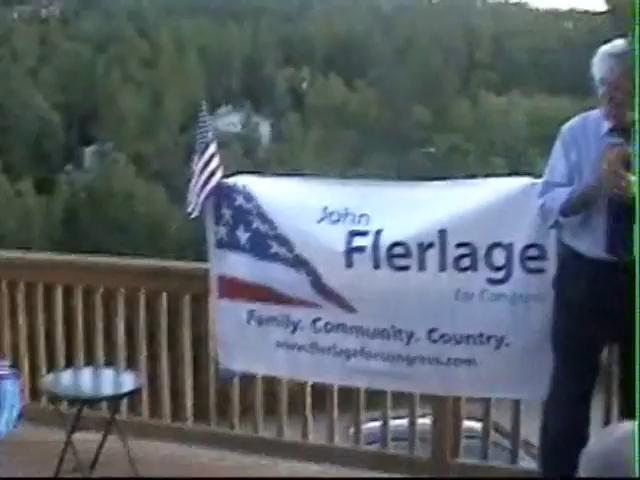 John
Flerlage
for Congress
Family. Community. Country.
www.flerlageforcongress.com